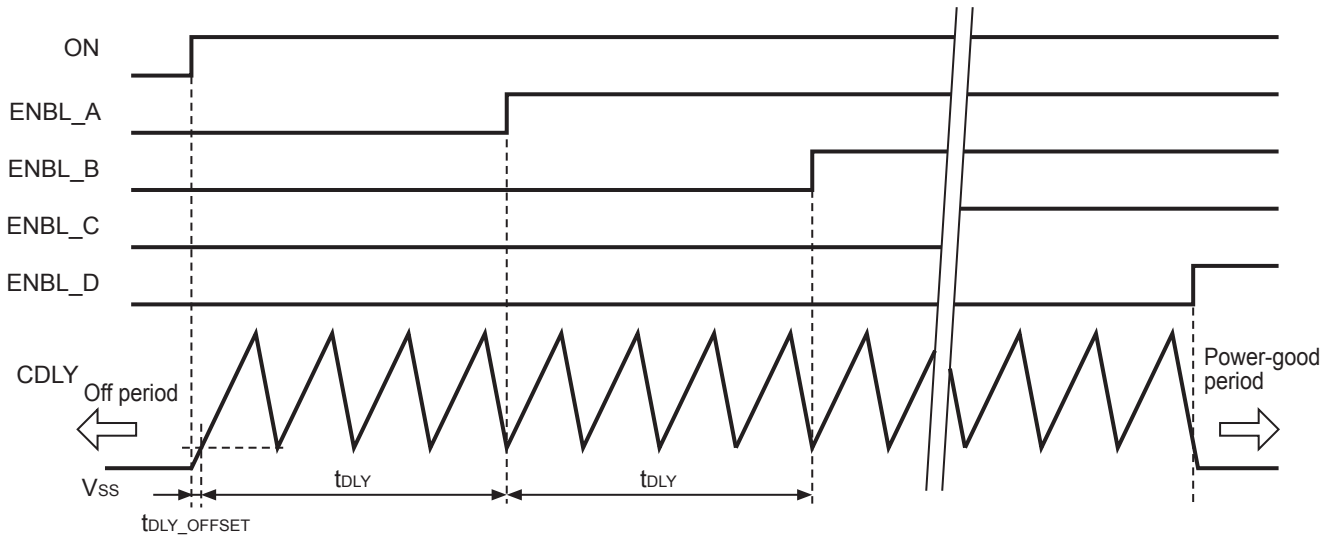 ON
ENBL_A
ENBL_B
ENBL_C
ENBL_D
CDLY
Off period
Power-good
period
VSS
tDLY
tDLY
tDLY_OFFSET